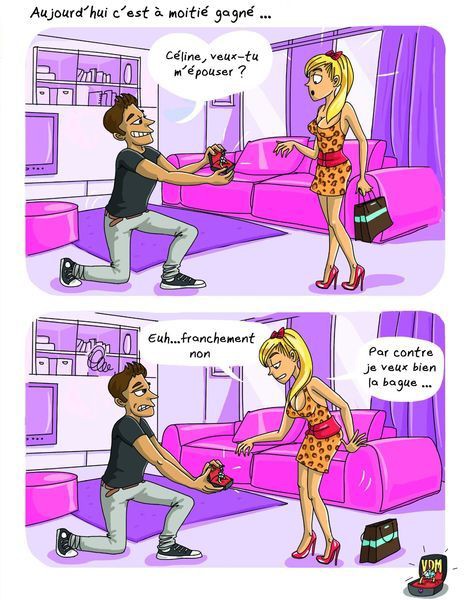 Aujourd'hui c'est à moitié gagné ...
Céline, veux-tu
m'épouser ?
Euh...franchement
non
Par contre
je veux bien
la bague ...
VDM